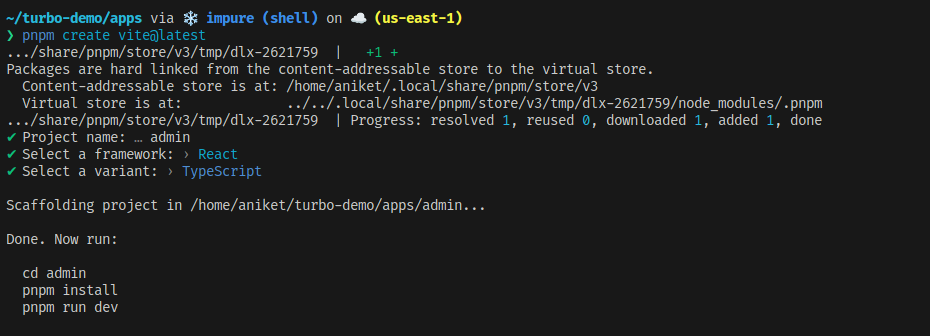 ~/turbo-demo/apps via ❄️ impure (shell) on ☁️ (us-east-1)
❯ pnpm create vite@latest
.../share/pnpm/store/v3/tmp/dlx-2621759  |   +1 +
Packages are hard linked from the content-addressable store to the virtual store.
  Content-addressable store is at: /home/aniket/.local/share/pnpm/store/v3
  Virtual store is at:             ../../.local/share/pnpm/store/v3/tmp/dlx-2621759/node_modules/.pnpm
.../share/pnpm/store/v3/tmp/dlx-2621759  | Progress: resolved 1, reused 0, downloaded 1, added 1, done
✔ Project name: … admin
✔ Select a framework: › React
✔ Select a variant: › TypeScript

Scaffolding project in /home/aniket/turbo-demo/apps/admin...

Done. Now run:

  cd admin
  pnpm install
  pnpm run dev